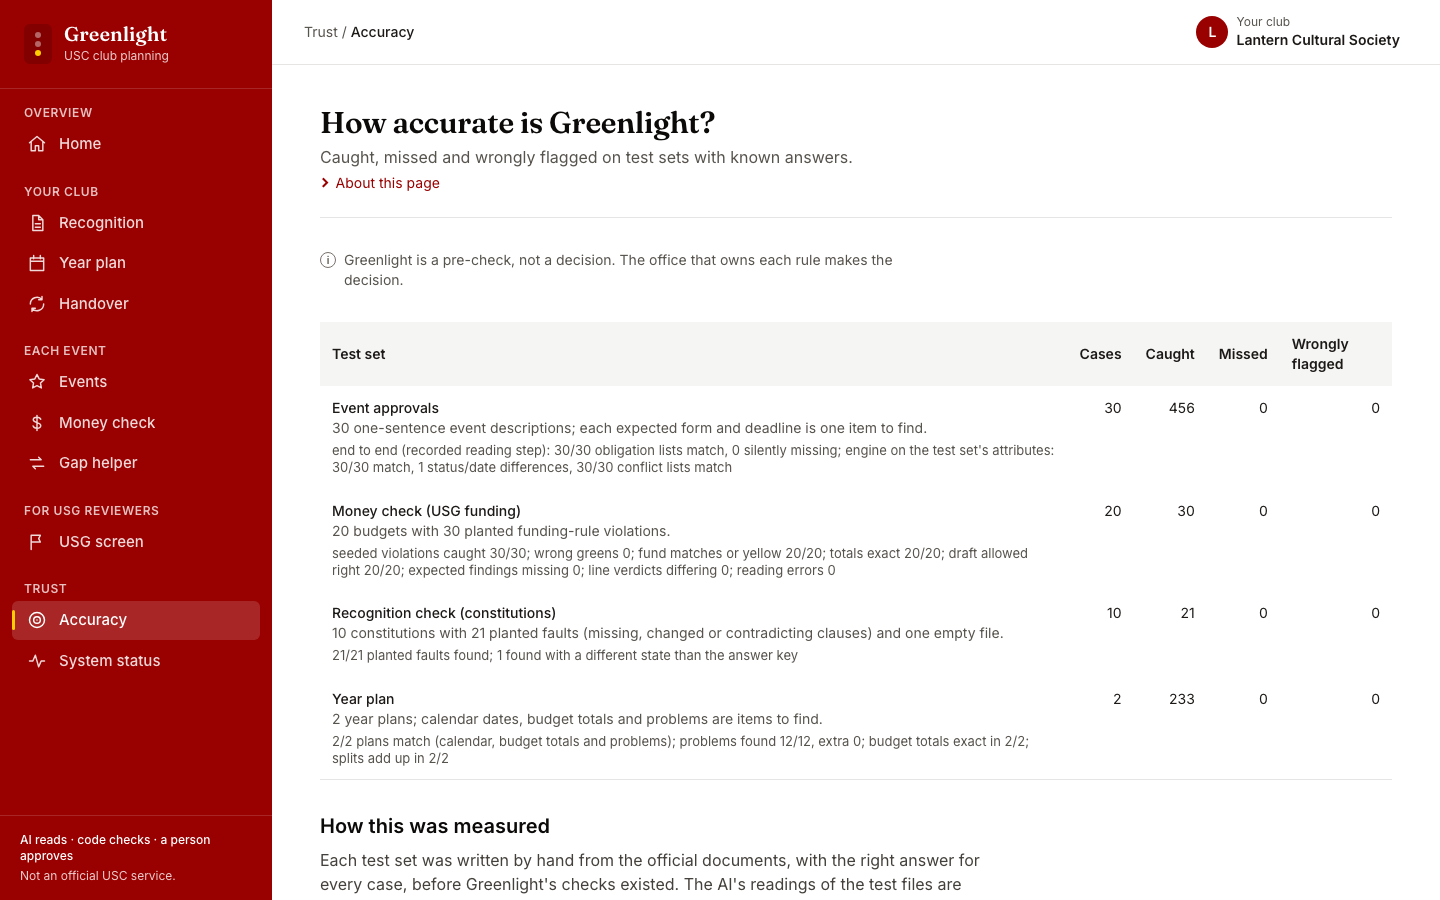 Greenlight
USC club planning
OVERVIEW
Home
YOUR CLUB
Recognition
Year plan
Handover
EACH EVENT
Events
Money check
Gap helper
FOR USG REVIEWERS
USG screen
TRUST
Accuracy
System status
AI reads · code checks · a person
approves
Not an official USC service.
Trust / Accuracy
L
Your club
Lantern Cultural Society
How accurate is Greenlight?
Caught, missed and wrongly flagged on test sets with known answers.
About this page
Greenlight is a pre-check, not a decision. The office that owns each rule makes the
decision.
Test set Cases Caught Missed Wrongly
flagged
Event approvals 30 456 0 0
30 one-sentence event descriptions; each expected form and deadline is one item to find.
end to end (recorded reading step): 30/30 obligation lists match, 0 silently missing; engine on the test set's attributes:
30/30 match, 1 status/date differences, 30/30 conflict lists match
Money check (USG funding) 20 30 0 0
20 budgets with 30 planted funding-rule violations.
seeded violations caught 30/30; wrong greens 0; fund matches or yellow 20/20; totals exact 20/20; draft allowed
right 20/20; expected findings missing 0; line verdicts differing 0; reading errors 0
Recognition check (constitutions) 10 21 0 0
10 constitutions with 21 planted faults (missing, changed or contradicting clauses) and one empty file.
21/21 planted faults found; 1 found with a different state than the answer key
Year plan 2 233 0 0
2 year plans; calendar dates, budget totals and problems are items to find.
2/2 plans match (calendar, budget totals and problems); problems found 12/12, extra 0; budget totals exact in 2/2;
splits add up in 2/2
How this was measured
Each test set was written by hand from the official documents, with the right answer for
every case, before Greenlight's checks existed. The AI's readings of the test files are